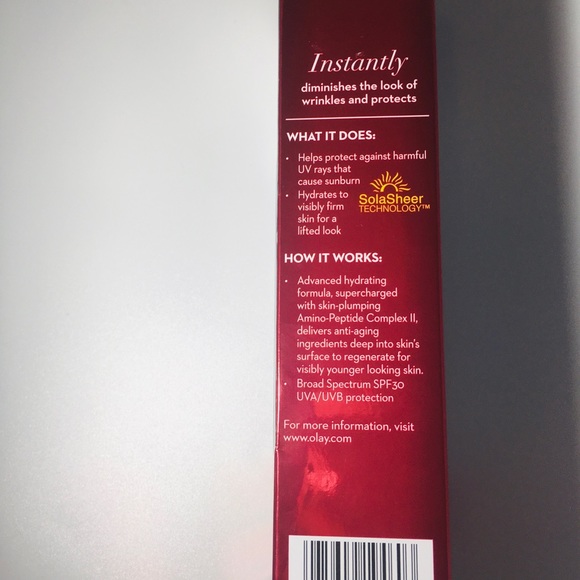 Instantly
diminishes the look of
wrinkles and protects
WHAT IT DOES:
• Helps protect against harmful
UV rays that
cause sunburn
• Hydrates to
visibly firm
skin for a
lifted look
SolaSheer
TECHNOLOGY™
HOW IT WORKS:
• Advanced hydrating
formula, supercharged
with skin-plumping
Amino-Peptide Complex II,
delivers anti-aging
ingredients deep into skin's
surface to regenerate for
visibly younger looking skin.
• Broad Spectrum SPF30
UVA/UVB protection
For more information, visit
www.olay.com